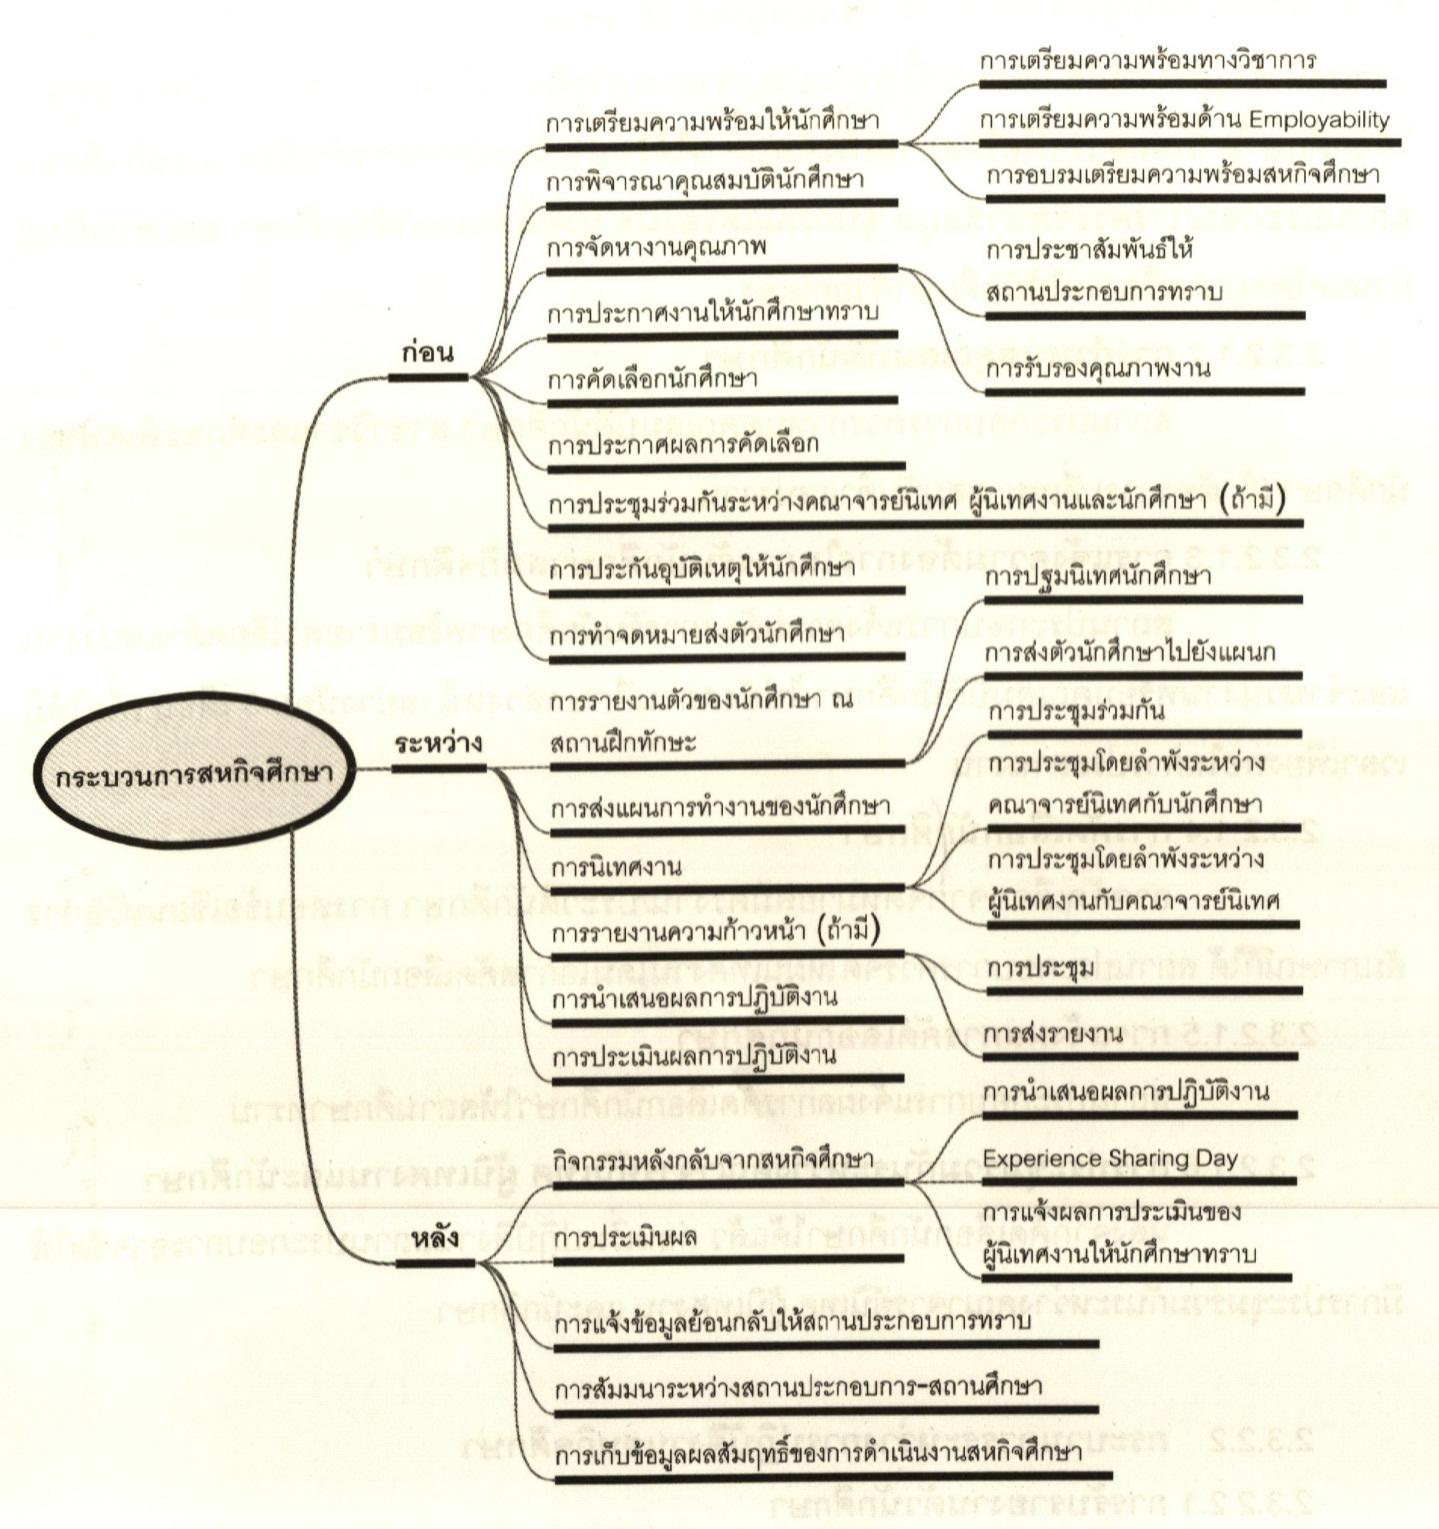 กระบวนการสหกิจศึกษา
ก่อน
การเตรียมความพร้อมให้นักศึกษา
การเตรียมความพร้อมทางวิชาการ
การเตรียมความพร้อมด้าน Employability
การอบรมเตรียมความพร้อมสหกิจศึกษา
การพิจารณาคุณสมบัตินักศึกษา
การจัดหางานคุณภาพ
การประชาสัมพันธ์ให้
สถานประกอบการทราบ
การรับรองคุณภาพงาน
การประกาศงานให้นักศึกษาทราบ
การคัดเลือกนักศึกษา
การประกาศผลการคัดเลือก
การประชุมร่วมกันระหว่างคณาจารย์นิเทศ ผู้นิเทศงานและนักศึกษา (ถ้ามี)
การประกันอุบัติเหตุให้นักศึกษา
การทำจดหมายส่งตัวนักศึกษา
ระหว่าง
การรายงานตัวของนักศึกษา ณ
สถานฝึกทักษะ
การปฐมนิเทศนักศึกษา
การส่งตัวนักศึกษาไปยังแผนก
การส่งแผนการทำงานของนักศึกษา
การนิเทศงาน
การประชุมร่วมกัน
การประชุมโดยลำพังระหว่าง
คณาจารย์นิเทศกับนักศึกษา
การประชุมโดยลำพังระหว่าง
ผู้นิเทศงานกับคณาจารย์นิเทศ
การรายงานความก้าวหน้า (ถ้ามี)
การประชุม
การส่งรายงาน
การนำเสนอผลการปฏิบัติงาน
การประเมินผลการปฏิบัติงาน
หลัง
กิจกรรมหลังกลับจากสหกิจศึกษา
การนำเสนอผลการปฏิบัติงาน
Experience Sharing Day
การแจ้งผลการประเมินของ
ผู้นิเทศงานให้นักศึกษาทราบ
การประเมินผล
การแจ้งข้อมูลย้อนกลับให้สถานประกอบการทราบ
การสัมมนาระหว่างสถานประกอบการ-สถานศึกษา
การเก็บข้อมูลผลสัมฤทธิ์ของการดำเนินงานสหกิจศึกษา